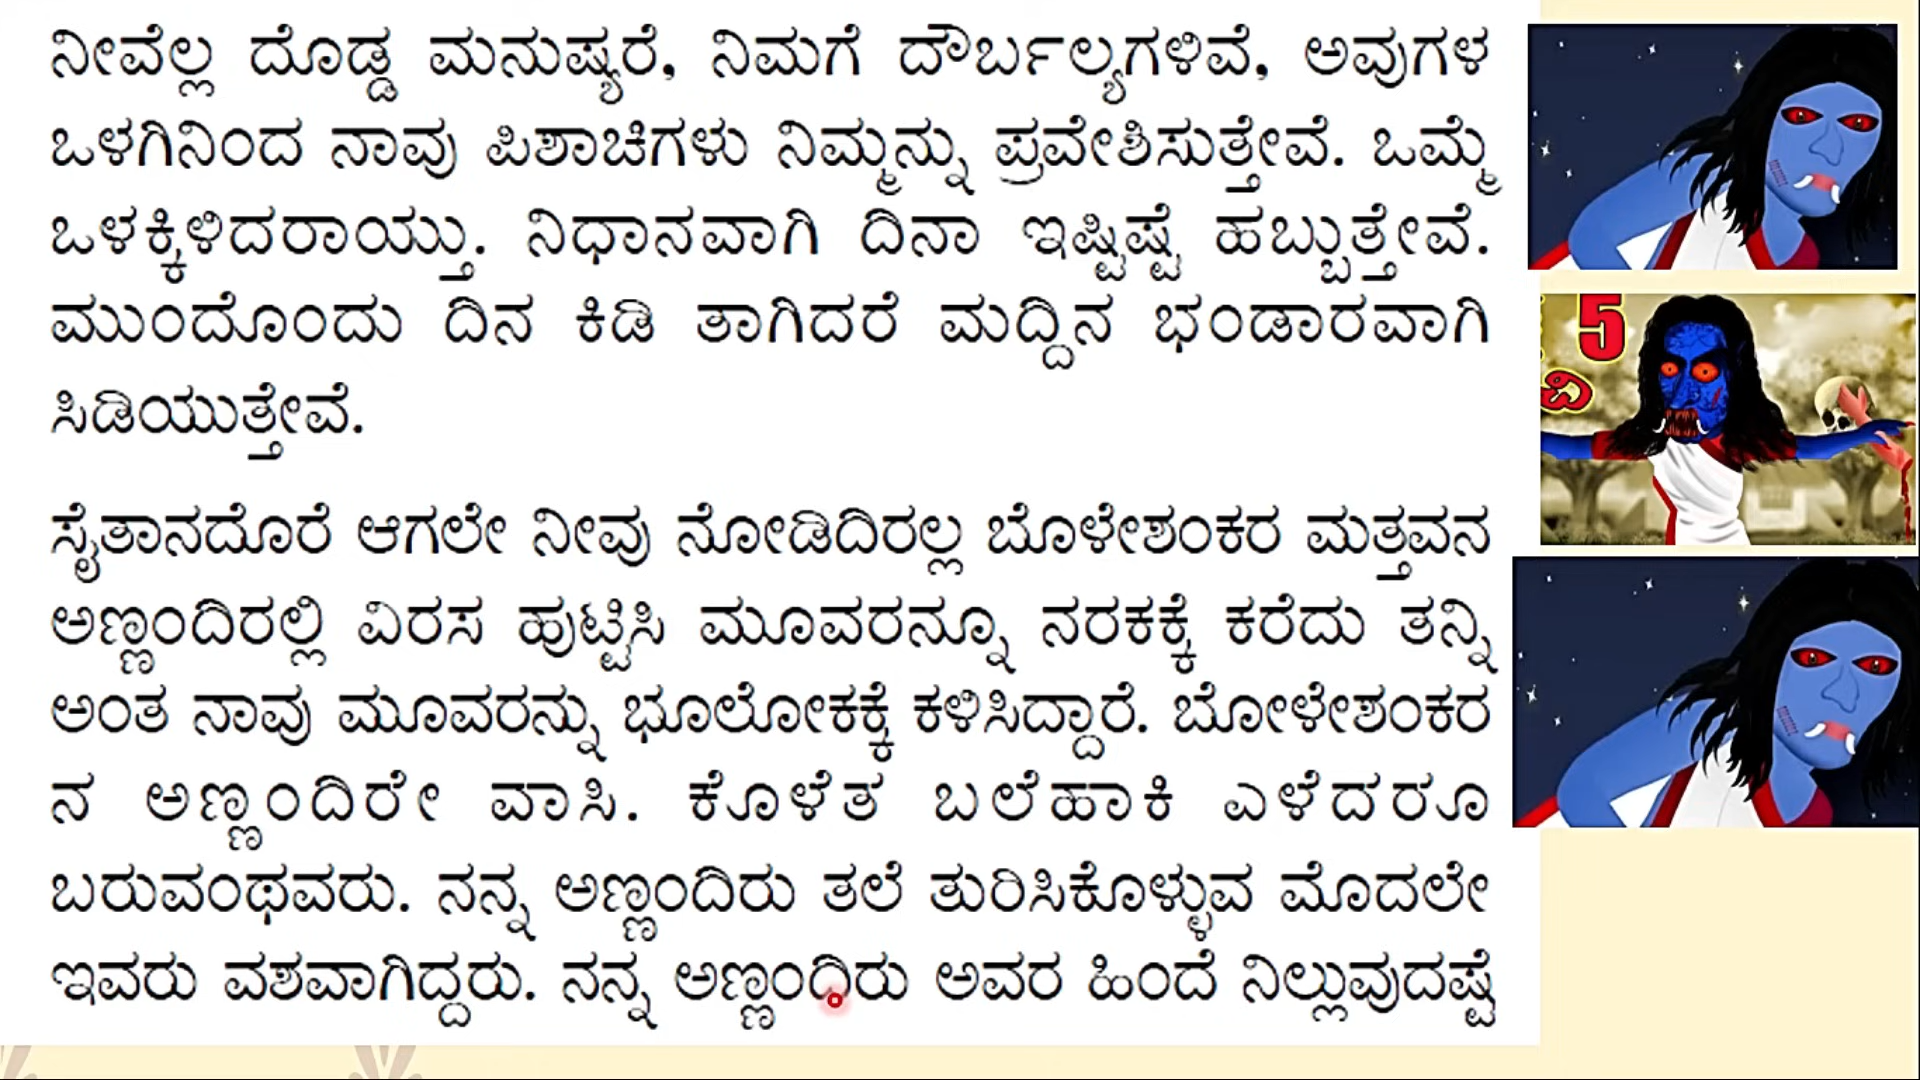 ನೀವೆಲ್ಲ ದೊಡ್ಡ ಮನುಷ್ಯರೆ, ನಿಮಗೆ ದೌರ್ಬಲ್ಯಗಳಿವೆ, ಅವುಗಳ
ಒಳಗಿನಿಂದ ನಾವು ಪಿಶಾಚಿಗಳು ನಿಮ್ಮನ್ನು ಪ್ರವೇಶಿಸುತ್ತೇವೆ. ಒಮ್ಮೆ
ಒಳಕ್ಕಿಳಿದರಾಯ್ತು. ನಿಧಾನವಾಗಿ ದಿನಾ ಇಷ್ಟಿಷ್ಟೆ ಹಬ್ಬುತ್ತೇವೆ.
ಮುಂದೊಂದು ದಿನ ಕಿಡಿ ತಾಗಿದರೆ ಮದ್ದಿನ ಭಂಡಾರವಾಗಿ
ಸಿಡಿಯುತ್ತೇವೆ.
ಸೈತಾನದೊರೆ ಆಗಲೇ ನೀವು ನೋಡಿದಿರಲ್ಲ ಬೊಳೇಶಂಕರ ಮತ್ತವನ
ಅಣ್ಣಂದಿರಲ್ಲಿ ವಿರಸ ಹುಟ್ಟಿಸಿ ಮೂವರನ್ನೂ ನರಕಕ್ಕೆ ಕರೆದು ತನ್ನಿ
ಅಂತ ನಾವು ಮೂವರನ್ನು ಭೂಲೋಕಕ್ಕೆ ಕಳಿಸಿದ್ದಾರೆ. ಬೋಳೇಶಂಕರ
ನ ಅಣ್ಣಂದಿರೇ ವಾಸಿ. ಕೊಳೆತ ಬಲೆಹಾಕಿ ಎಳೆದರೂ
ಬರುವಂಥವರು. ನನ್ನ ಅಣ್ಣಂದಿರು ತಲೆ ತುರಿಸಿಕೊಳ್ಳುವ ಮೊದಲೇ
ಇವರು ವಶವಾಗಿದ್ದರು. ನನ್ನ ಅಣ್ಣಂದಿರು ಅವರ ಹಿಂದೆ ನಿಲ್ಲುವುದಷ್ಟೆ
5